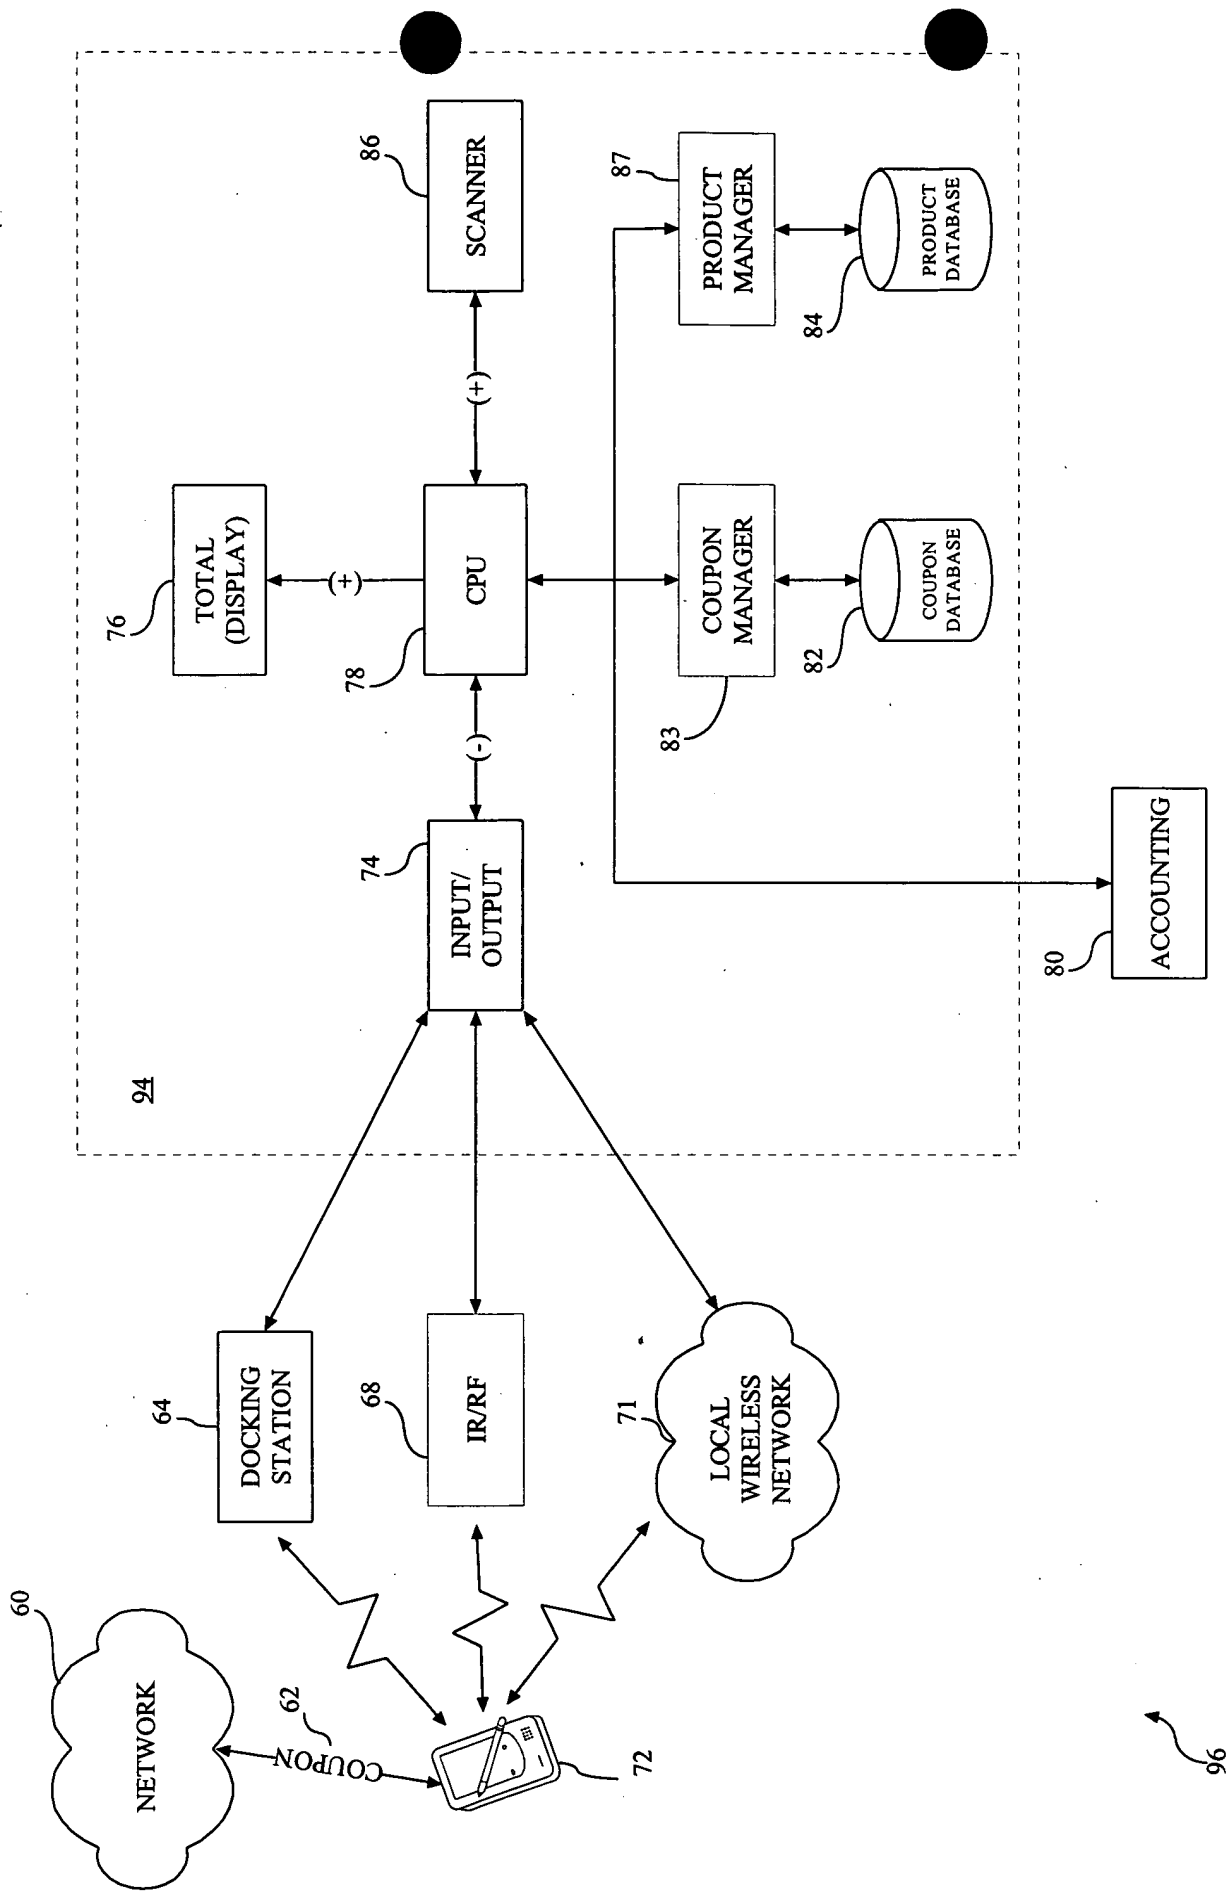 60
NETWORK
COUPON
62
72
64
DOCKING
STATION
68
IR/RF
71
LOCAL
WIRELESS
NETWORK
94
74
INPUT/
OUTPUT
(-)
76
TOTAL
(DISPLAY)
(+)
78
CPU
(+)
86
SCANNER
83
COUPON
MANAGER
87
PRODUCT
MANAGER
82
COUPON
DATABASE
84
PRODUCT
DATABASE
80
ACCOUNTING
96